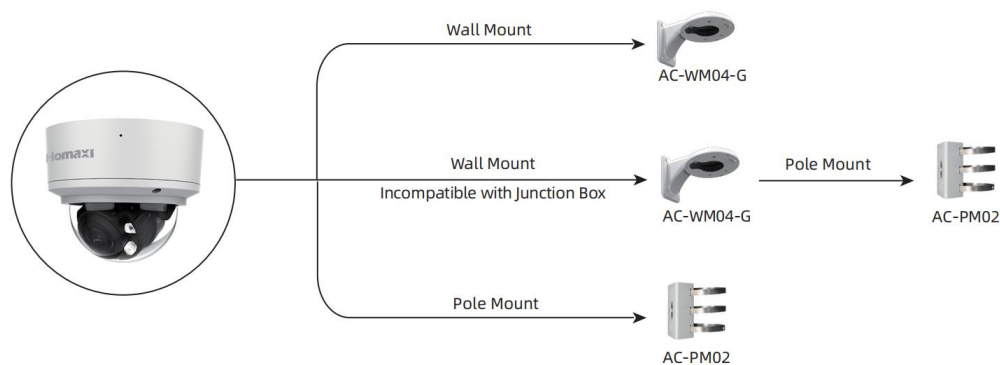 Wall Mount
AC-WM04-G
Homaxi
Wall Mount
Incompatible with Junction Box
AC-WM04-G
Pole Mount
AC-PM02
Pole Mount
AC-PM02